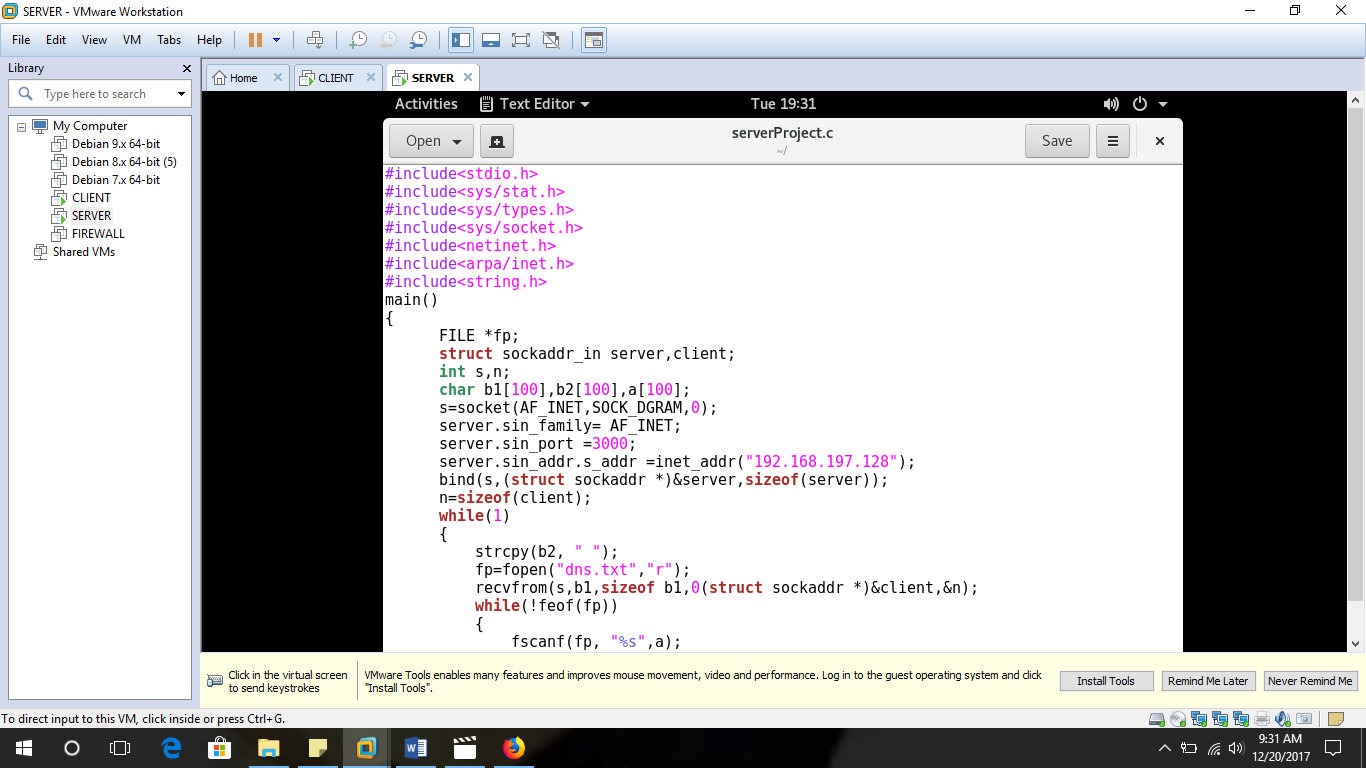 SERVER - VMware Workstation
File Edit View VM Tabs Help
Library
Type here to search
My Computer
Debian 9.x 64-bit
Debian 8.x 64-bit (5)
Debian 7.x 64-bit
CLIENT
SERVER
FIREWALL
Shared VMs
Home CLIENT SERVER
Activities Text Editor Tue 19:31
Open serverProject.c Save
~/
#include<stdio.h>
#include<sys/stat.h>
#include<sys/types.h>
#include<sys/socket.h>
#include<netinet.h>
#include<arpa/inet.h>
#include<string.h>
main()
{
FILE *fp;
struct sockaddr_in server,client;
int s,n;
char b1[100],b2[100],a[100];
s=socket(AF_INET,SOCK_DGRAM,0);
server.sin_family= AF_INET;
server.sin_port =3000;
server.sin_addr.s_addr =inet_addr("192.168.197.128");
bind(s,(struct sockaddr *)&server,sizeof(server));
n=sizeof(client);
while(1)
{
strcpy(b2, " ");
fp=fopen("dns.txt","r");
recvfrom(s,b1,sizeof b1,0(struct sockaddr *)&client,&n);
while(!feof(fp))
{
fscanf(fp, "%s",a);
Click in the virtual screen
to send keystrokes
VMware Tools enables many features and improves mouse movement, video and performance. Log in to the guest operating system and click
"Install Tools".
Install Tools Remind Me Later Never Remind Me
To direct input to this VM, click inside or press Ctrl+G.
9:31 AM
12/20/2017